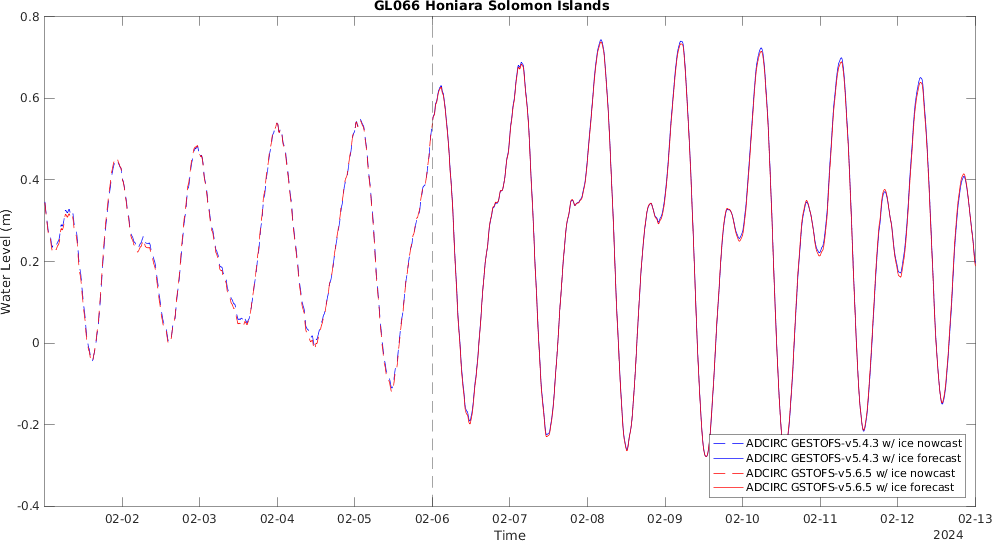 GL066 Honiara Solomon Islands
0.8
0.6
0.4
0.2
0
-0.2
-0.4
Water Level (m)
ADCIRC GESTOFS-v5.4.3 w/ ice nowcast
ADCIRC GESTOFS-v5.4.3 w/ ice forecast
ADCIRC GSTOFS-v5.6.5 w/ ice nowcast
ADCIRC GSTOFS-v5.6.5 w/ ice forecast
02-02 02-03 02-04 02-05 02-06 02-07 02-08 02-09 02-10 02-11 02-12 02-13
Time
2024